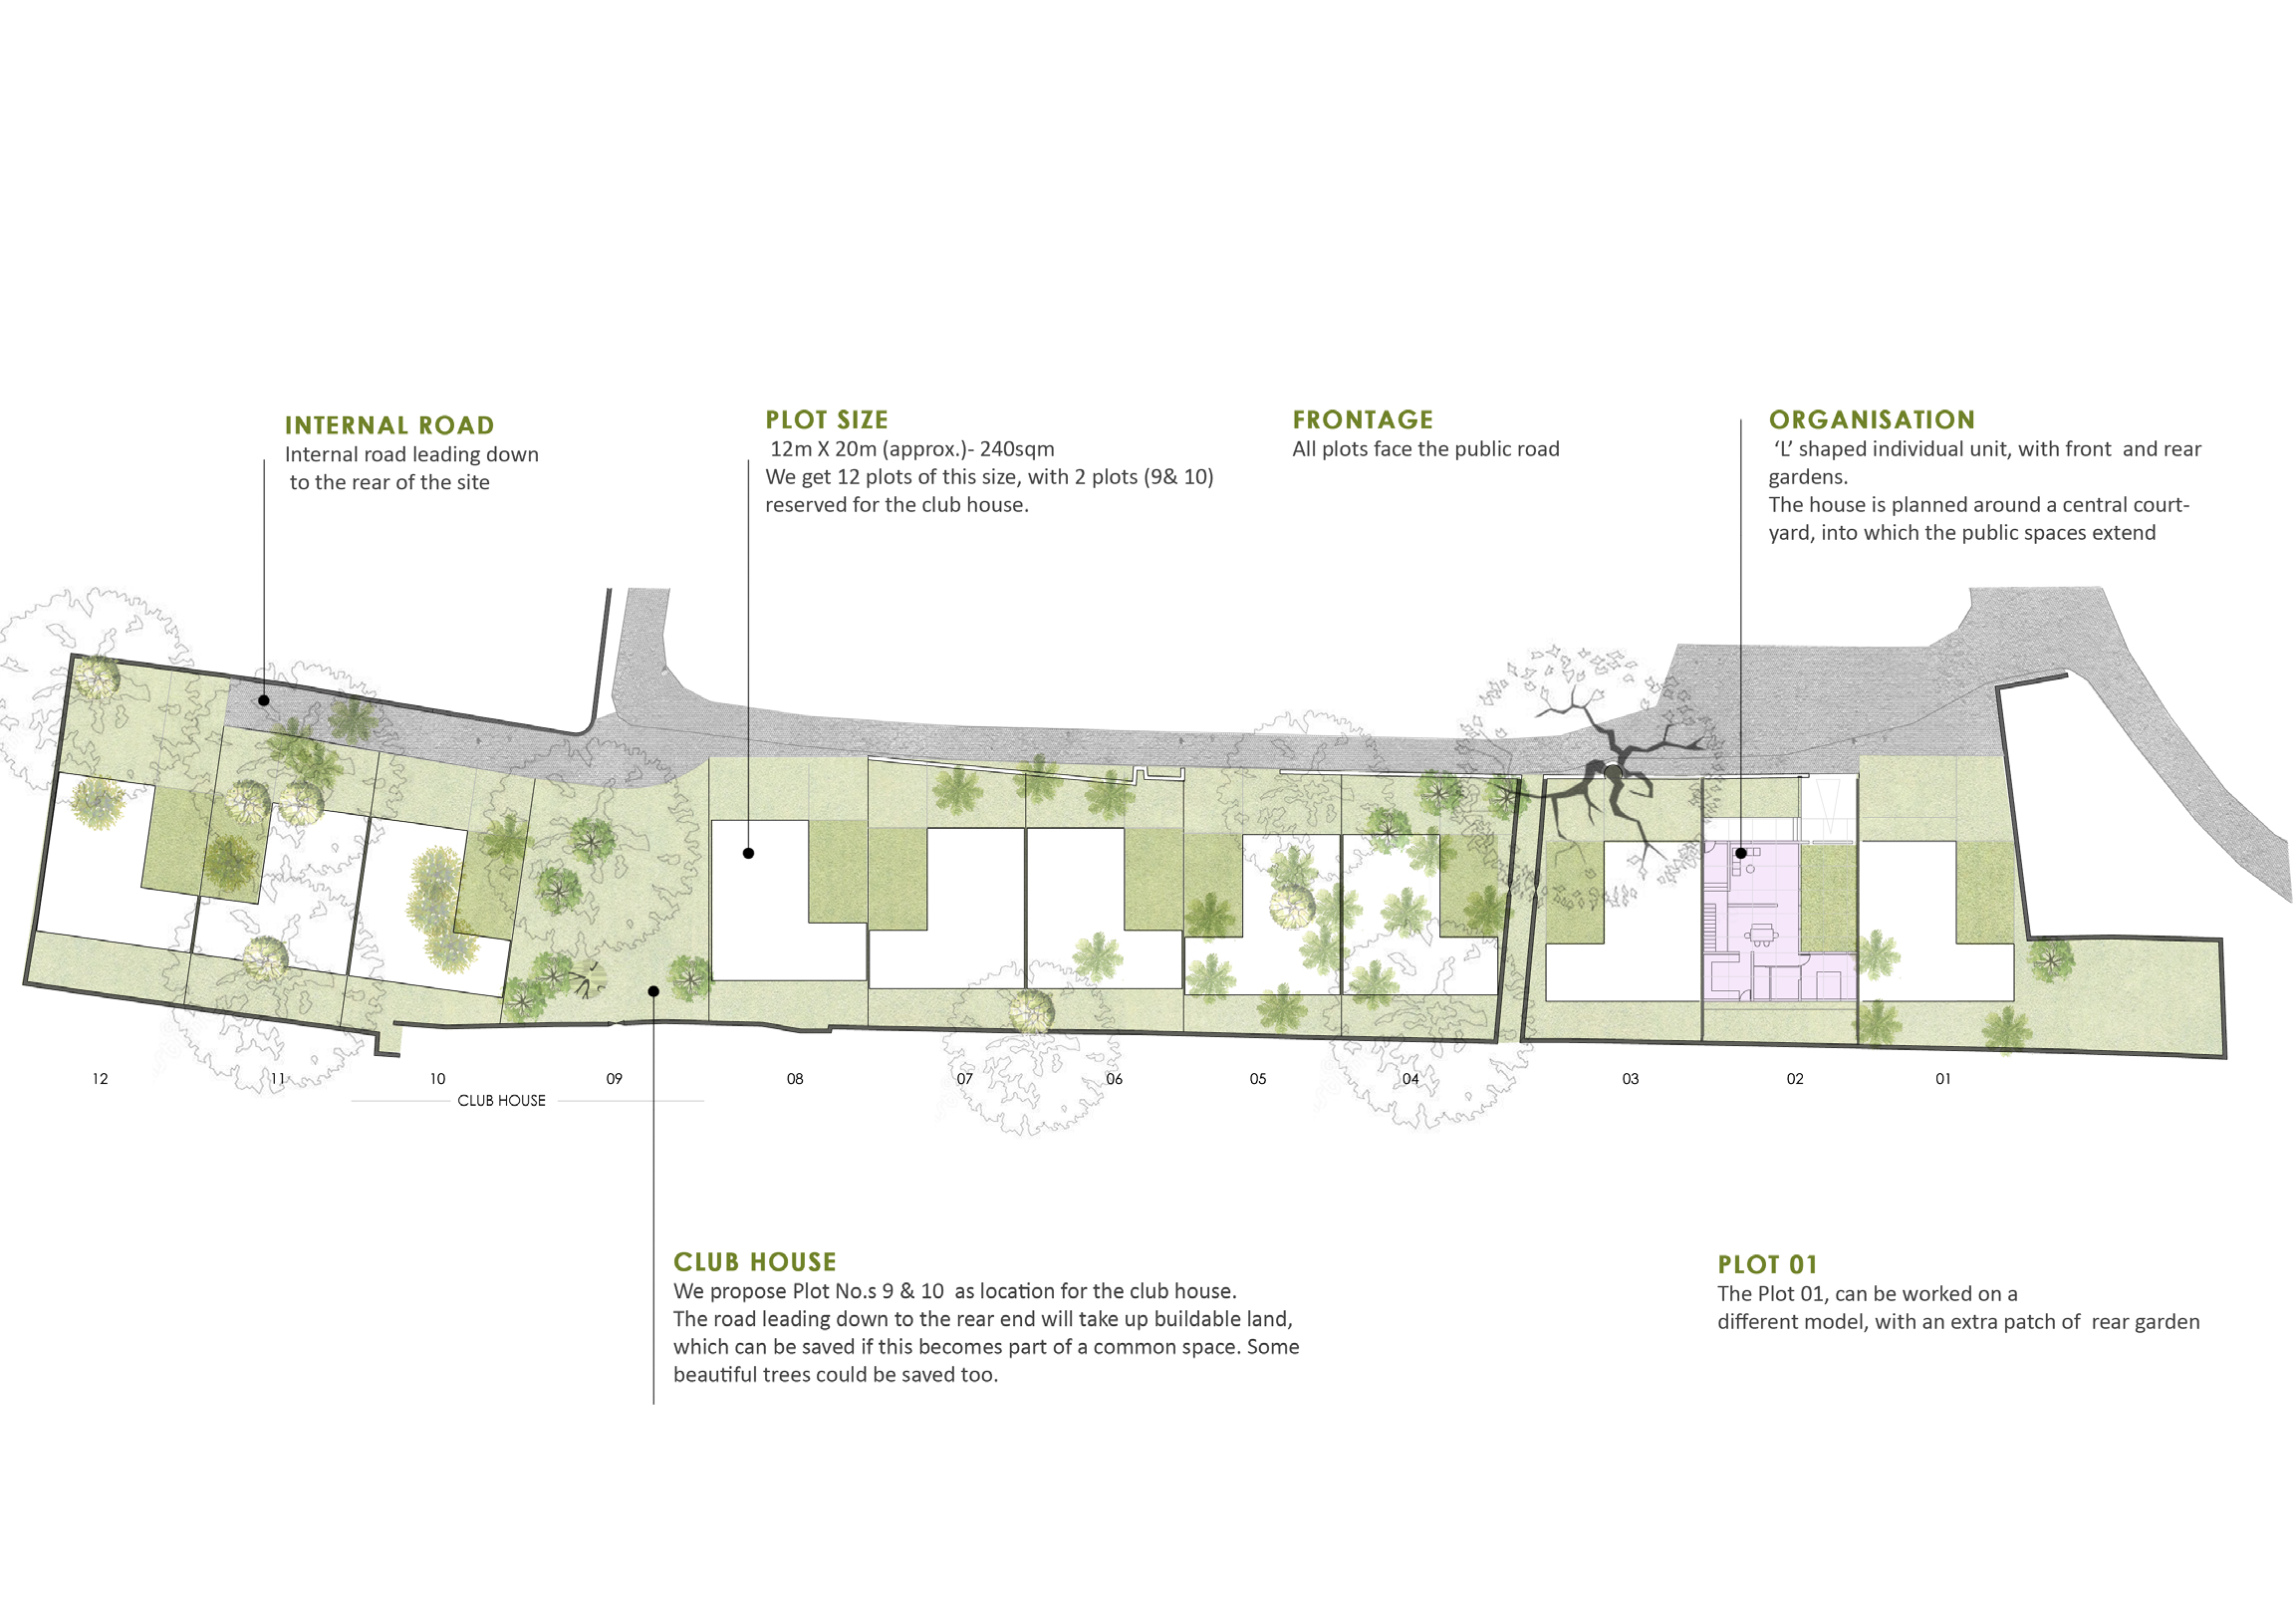 INTERNAL ROAD
Internal road leading down
to the rear of the site
PLOT SIZE
12m X 20m (approx.)- 240sqm
We get 12 plots of this size, with 2 plots (9& 10)
reserved for the club house.
FRONTAGE
All plots face the public road
ORGANISATION
‘L’ shaped individual unit, with front and rear
gardens.
The house is planned around a central court-
yard, into which the public spaces extend
12 11 10 09 08 07 06 05 04 03 02 01
CLUB HOUSE
CLUB HOUSE
We propose Plot No.s 9 & 10 as location for the club house.
The road leading down to the rear end will take up buildable land,
which can be saved if this becomes part of a common space. Some
beautiful trees could be saved too.
PLOT 01
The Plot 01, can be worked on a
different model, with an extra patch of rear garden